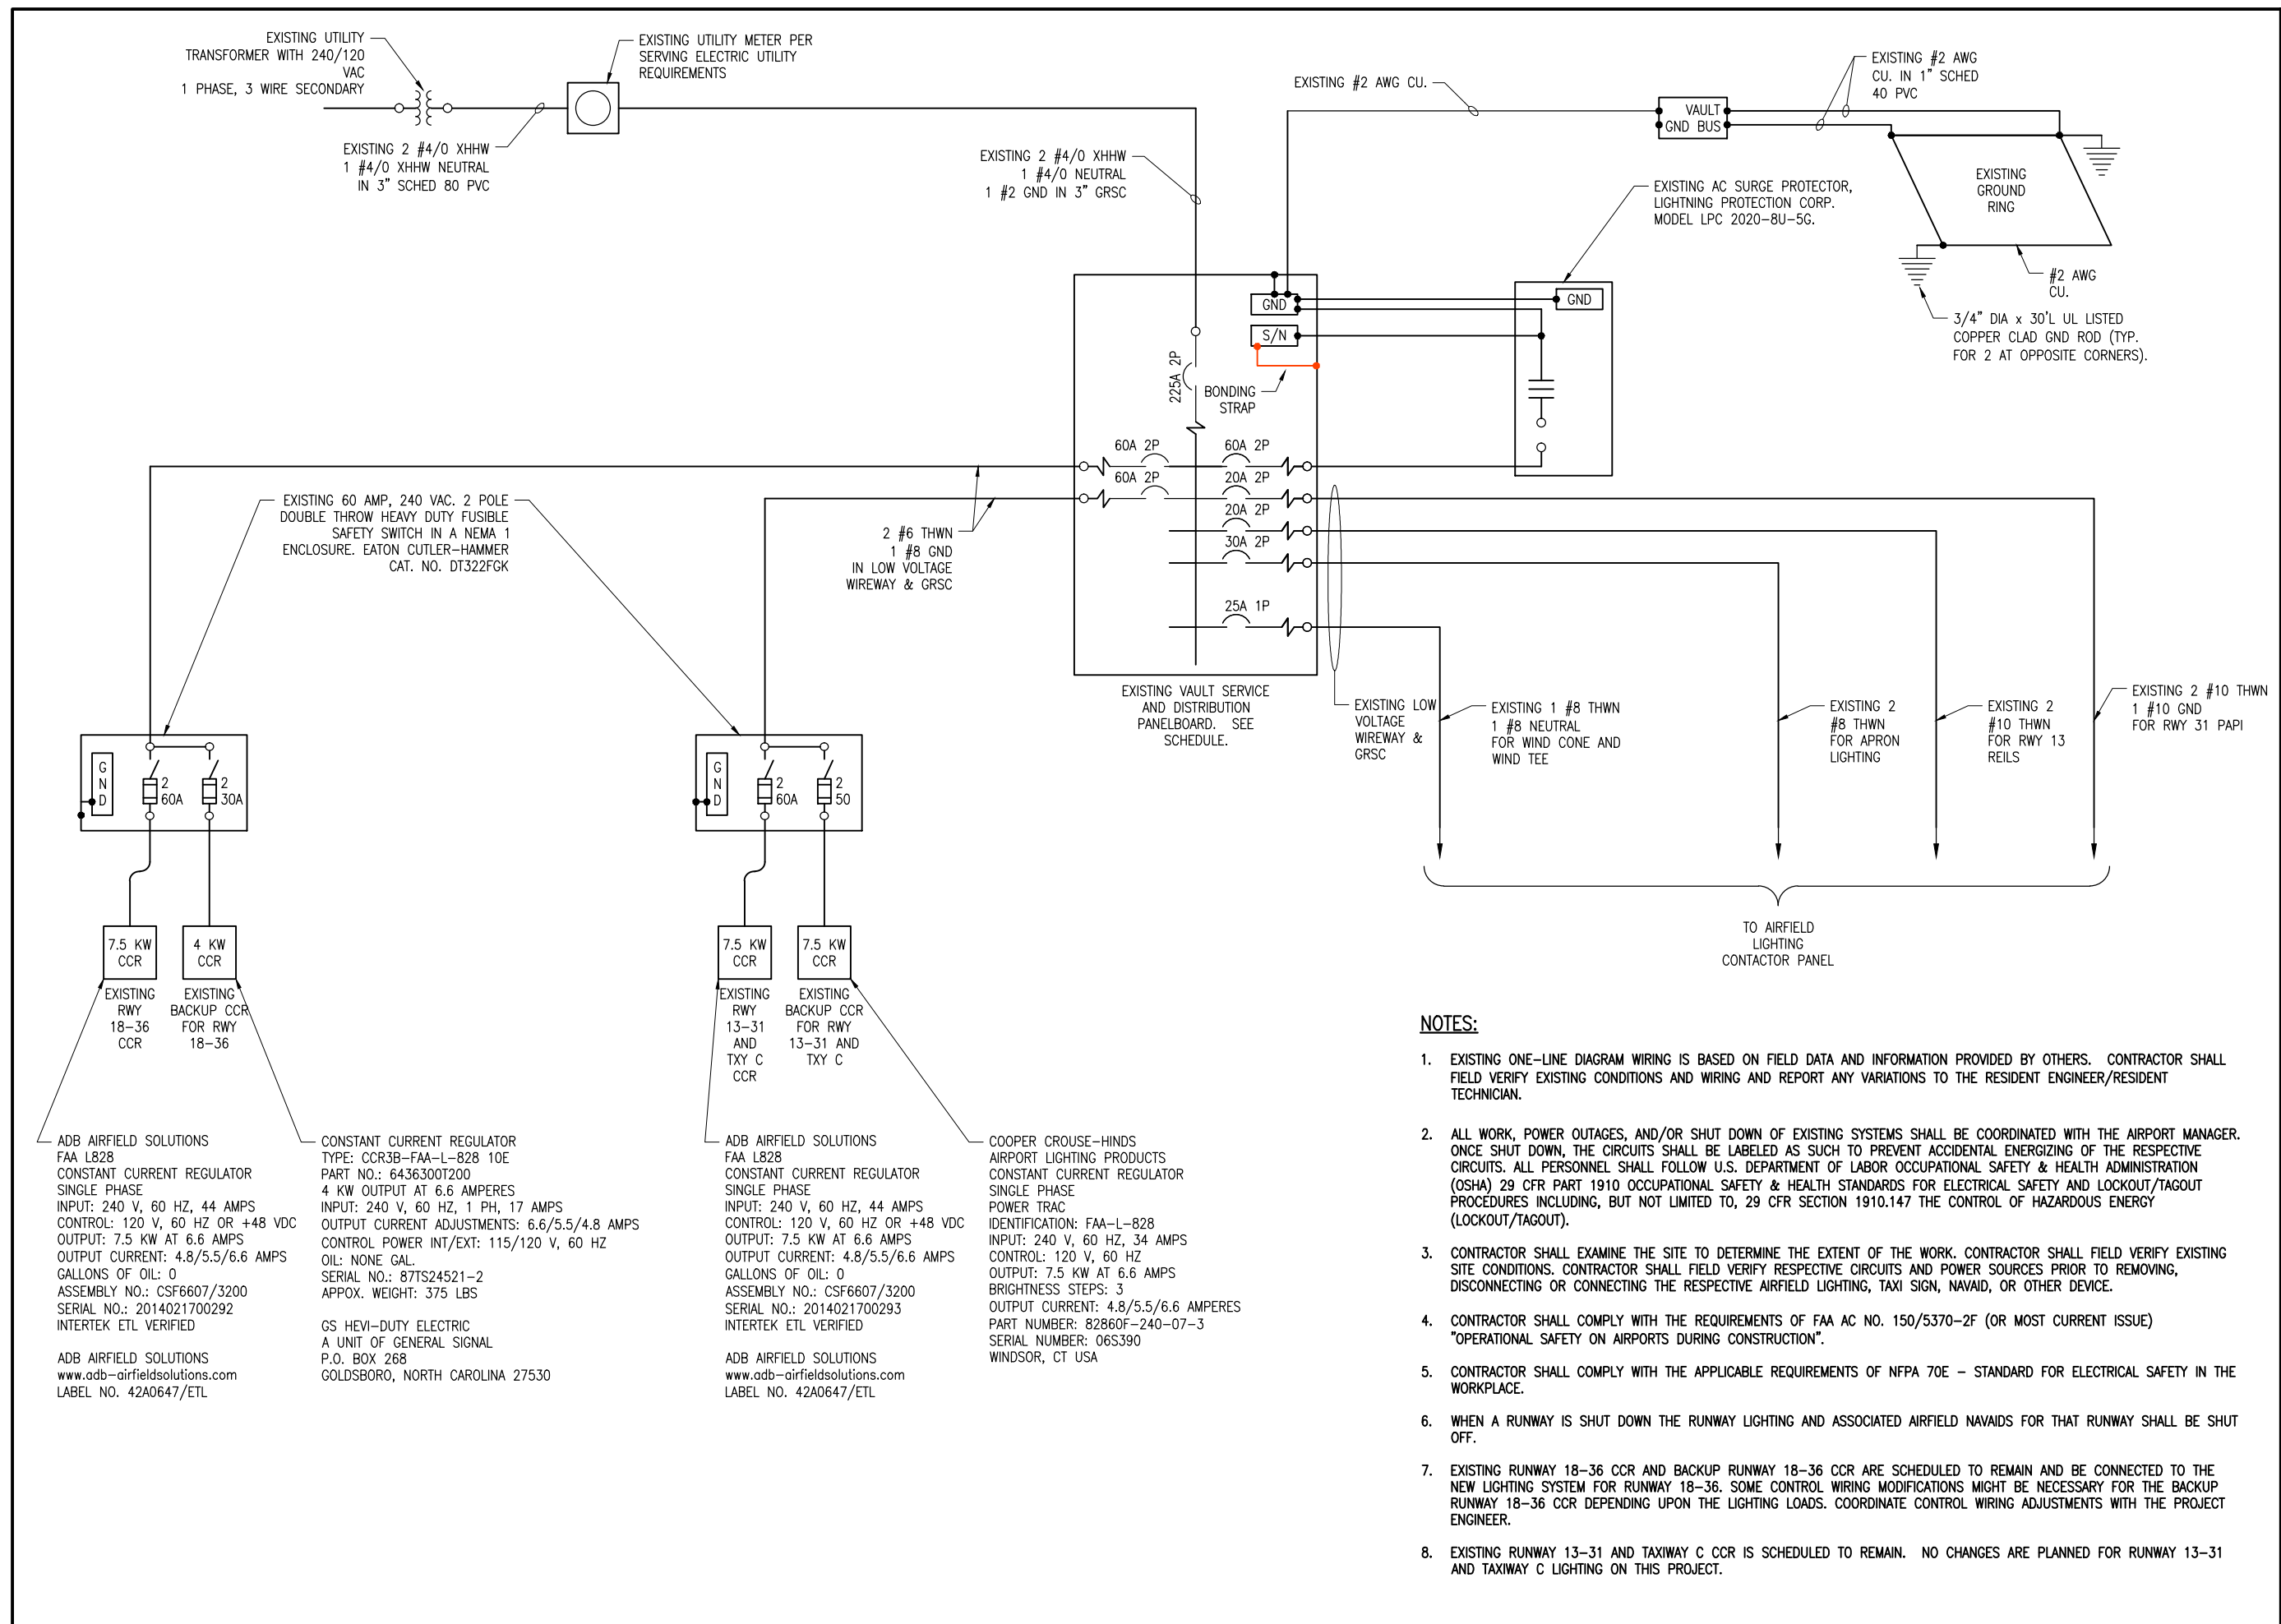 EXISTING UTILITY
TRANSFORMER WITH 240/120
VAC
1 PHASE, 3 WIRE SECONDARY
EXISTING UTILITY METER PER
SERVING ELECTRIC UTILITY
REQUIREMENTS
EXISTING 2 #4/0 XHHW
1 #4/0 XHHW NEUTRAL
IN 3" SCHED 80 PVC
EXISTING 2 #4/0 XHHW
1 #4/0 NEUTRAL
1 #2 GND IN 3" GRSC
EXISTING #2 AWG CU.
VAULT
GND BUS
EXISTING #2 AWG
CU. IN 1" SCHED
40 PVC
EXISTING
GROUND
RING
#2 AWG
CU.
3/4" DIA x 30'L UL LISTED
COPPER CLAD GND ROD (TYP.
FOR 2 AT OPPOSITE CORNERS).
EXISTING AC SURGE PROTECTOR,
LIGHTNING PROTECTION CORP.
MODEL LPC 2020-8U-5G.
GND
GND
S/N
225A 2P
BONDING
STRAP
60A 2P
60A 2P
60A 2P
20A 2P
20A 2P
30A 2P
25A 1P
EXISTING VAULT SERVICE
AND DISTRIBUTION
PANELBOARD. SEE
SCHEDULE.
EXISTING 60 AMP, 240 VAC. 2 POLE
DOUBLE THROW HEAVY DUTY FUSIBLE
SAFETY SWITCH IN A NEMA 1
ENCLOSURE. EATON CUTLER-HAMMER
CAT. NO. DT322FGK
2 #6 THWN
1 #8 GND
IN LOW VOLTAGE
WIREWAY & GRSC
EXISTING LOW
VOLTAGE
WIREWAY &
GRSC
EXISTING 1 #8 THWN
1 #8 NEUTRAL
FOR WIND CONE AND
WIND TEE
EXISTING 2
#8 THWN
FOR APRON
LIGHTING
EXISTING 2
#10 THWN
FOR RWY 13
REILS
EXISTING 2 #10 THWN
1 #10 GND
FOR RWY 31 PAPI
TO AIRFIELD
LIGHTING
CONTACTOR PANEL
G
N
D
2
60A
2
30A
G
N
D
2
60A
2
50
7.5 KW
CCR
4 KW
CCR
7.5 KW
CCR
7.5 KW
CCR
EXISTING
RWY
18-36
CCR
EXISTING
BACKUP CCR
FOR RWY
18-36
EXISTING
RWY
13-31
AND
TXY C
CCR
EXISTING
BACKUP CCR
FOR RWY
13-31 AND
TXY C
ADB AIRFIELD SOLUTIONS
FAA L828
CONSTANT CURRENT REGULATOR
SINGLE PHASE
INPUT: 240 V, 60 HZ, 44 AMPS
CONTROL: 120 V, 60 HZ OR +48 VDC
OUTPUT: 7.5 KW AT 6.6 AMPS
OUTPUT CURRENT: 4.8/5.5/6.6 AMPS
GALLONS OF OIL: 0
ASSEMBLY NO.: CSF6607/3200
SERIAL NO.: 2014021700292
INTERTEK ETL VERIFIED
ADB AIRFIELD SOLUTIONS
www.adb-airfieldsolutions.com
LABEL NO. 42A0647/ETL
CONSTANT CURRENT REGULATOR
TYPE: CCR3B-FAA-L-828 10E
PART NO.: 6436300T200
4 KW OUTPUT AT 6.6 AMPERES
INPUT: 240 V, 60 HZ, 1 PH, 17 AMPS
OUTPUT CURRENT ADJUSTMENTS: 6.6/5.5/4.8 AMPS
CONTROL POWER INT/EXT: 115/120 V, 60 HZ
OIL: NONE GAL.
SERIAL NO.: 87TS24521-2
APPOX. WEIGHT: 375 LBS
GS HEVI-DUTY ELECTRIC
A UNIT OF GENERAL SIGNAL
P.O. BOX 268
GOLDSBORO, NORTH CAROLINA 27530
ADB AIRFIELD SOLUTIONS
FAA L828
CONSTANT CURRENT REGULATOR
SINGLE PHASE
INPUT: 240 V, 60 HZ, 44 AMPS
CONTROL: 120 V, 60 HZ OR +48 VDC
OUTPUT: 7.5 KW AT 6.6 AMPS
OUTPUT CURRENT: 4.8/5.5/6.6 AMPS
GALLONS OF OIL: 0
ASSEMBLY NO.: CSF6607/3200
SERIAL NO.: 2014021700293
INTERTEK ETL VERIFIED
ADB AIRFIELD SOLUTIONS
www.adb-airfieldsolutions.com
LABEL NO. 42A0647/ETL
COOPER CROUSE-HINDS
AIRPORT LIGHTING PRODUCTS
CONSTANT CURRENT REGULATOR
SINGLE PHASE
POWER TRAC
IDENTIFICATION: FAA-L-828
INPUT: 240 V, 60 HZ, 34 AMPS
CONTROL: 120 V, 60 HZ
OUTPUT: 7.5 KW AT 6.6 AMPS
BRIGHTNESS STEPS: 3
OUTPUT CURRENT: 4.8/5.5/6.6 AMPERES
PART NUMBER: 82860F-240-07-3
SERIAL NUMBER: 06S390
WINDSOR, CT USA
NOTES:
1. EXISTING ONE-LINE DIAGRAM WIRING IS BASED ON FIELD DATA AND INFORMATION PROVIDED BY OTHERS. CONTRACTOR SHALL
FIELD VERIFY EXISTING CONDITIONS AND WIRING AND REPORT ANY VARIATIONS TO THE RESIDENT ENGINEER/RESIDENT
TECHNICIAN.
2. ALL WORK, POWER OUTAGES, AND/OR SHUT DOWN OF EXISTING SYSTEMS SHALL BE COORDINATED WITH THE AIRPORT MANAGER.
ONCE SHUT DOWN, THE CIRCUITS SHALL BE LABELED AS SUCH TO PREVENT ACCIDENTAL ENERGIZING OF THE RESPECTIVE
CIRCUITS. ALL PERSONNEL SHALL FOLLOW U.S. DEPARTMENT OF LABOR OCCUPATIONAL SAFETY & HEALTH ADMINISTRATION
(OSHA) 29 CFR PART 1910 OCCUPATIONAL SAFETY & HEALTH STANDARDS FOR ELECTRICAL SAFETY AND LOCKOUT/TAGOUT
PROCEDURES INCLUDING, BUT NOT LIMITED TO, 29 CFR SECTION 1910.147 THE CONTROL OF HAZARDOUS ENERGY
(LOCKOUT/TAGOUT).
3. CONTRACTOR SHALL EXAMINE THE SITE TO DETERMINE THE EXTENT OF THE WORK. CONTRACTOR SHALL FIELD VERIFY EXISTING
SITE CONDITIONS. CONTRACTOR SHALL FIELD VERIFY RESPECTIVE CIRCUITS AND POWER SOURCES PRIOR TO REMOVING,
DISCONNECTING OR CONNECTING THE RESPECTIVE AIRFIELD LIGHTING, TAXI SIGN, NAVAID, OR OTHER DEVICE.
4. CONTRACTOR SHALL COMPLY WITH THE REQUIREMENTS OF FAA AC NO. 150/5370-2F (OR MOST CURRENT ISSUE)
"OPERATIONAL SAFETY ON AIRPORTS DURING CONSTRUCTION".
5. CONTRACTOR SHALL COMPLY WITH THE APPLICABLE REQUIREMENTS OF NFPA 70E - STANDARD FOR ELECTRICAL SAFETY IN THE
WORKPLACE.
6. WHEN A RUNWAY IS SHUT DOWN THE RUNWAY LIGHTING AND ASSOCIATED AIRFIELD NAVAIDS FOR THAT RUNWAY SHALL BE SHUT
OFF.
7. EXISTING RUNWAY 18-36 CCR AND BACKUP RUNWAY 18-36 CCR ARE SCHEDULED TO REMAIN AND BE CONNECTED TO THE
NEW LIGHTING SYSTEM FOR RUNWAY 18-36. SOME CONTROL WIRING MODIFICATIONS MIGHT BE NECESSARY FOR THE BACKUP
RUNWAY 18-36 CCR DEPENDING UPON THE LIGHTING LOADS. COORDINATE CONTROL WIRING ADJUSTMENTS WITH THE PROJECT
ENGINEER.
8. EXISTING RUNWAY 13-31 AND TAXIWAY C CCR IS SCHEDULED TO REMAIN. NO CHANGES ARE PLANNED FOR RUNWAY 13-31
AND TAXIWAY C LIGHTING ON THIS PROJECT.